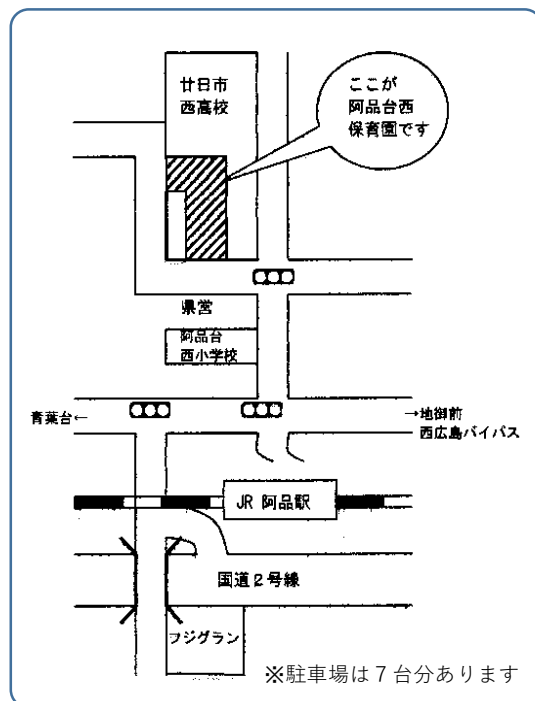 廿日市
西高校
ここが
阿品台西
保育園です
県営
阿品台
西小学校
青葉台←
→地御前
西広島バイパス
JR 阿品駅
国道２号線
フジグラン
※駐車場は７台分あります